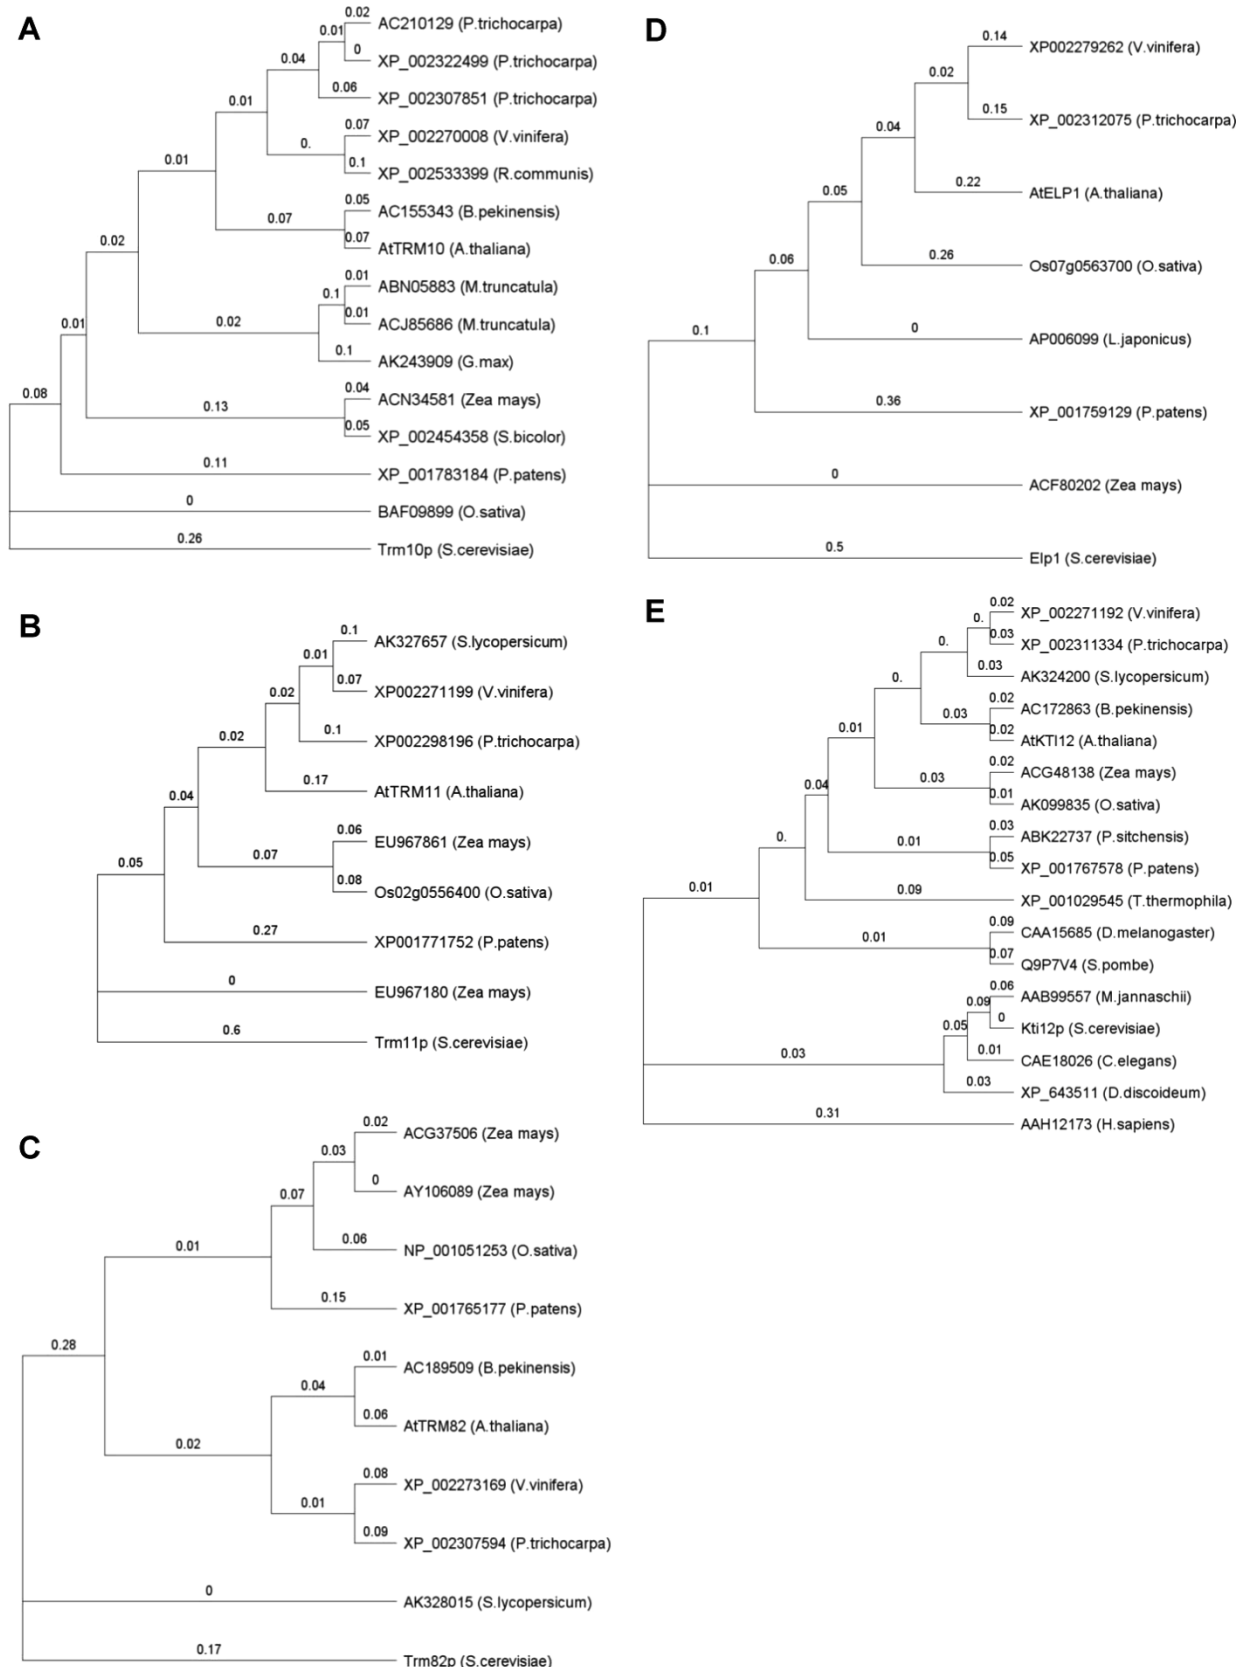 A
0.02
AC210129 (P.trichocarpa)
0.01
0
XP_002322499 (P.trichocarpa)
0.04
0.06
XP_002307851 (P.trichocarpa)
0.01
0.07
XP_002270008 (V.vinifera)
0.
0.1
XP_002533399 (R.communis)
0.01
0.05
AC155343 (B.pekinensis)
0.07
0.07
AtTRM10 (A.thaliana)
0.02
0.01
ABN05883 (M.truncatula)
0.1
0.01
ACJ85686 (M.truncatula)
0.02
0.1
AK243909 (G.max)
0.01
0.04
ACN34581 (Zea mays)
0.13
0.05
XP_002454358 (S.bicolor)
0.08
0.11
XP_001783184 (P.patens)
0
BAF09899 (O.sativa)
0.26
Trm10p (S.cerevisiae)
B
0.1
AK327657 (S.lycopersicum)
0.01
0.07
XP002271199 (V.vinifera)
0.02
0.1
XP002298196 (P.trichocarpa)
0.02
0.17
AtTRM11 (A.thaliana)
0.04
0.06
EU967861 (Zea mays)
0.07
0.08
Os02g0556400 (O.sativa)
0.05
0.27
XP001771752 (P.patens)
0
EU967180 (Zea mays)
0.6
Trm11p (S.cerevisiae)
C
0.02
ACG37506 (Zea mays)
0.03
0
AY106089 (Zea mays)
0.07
0.06
NP_001051253 (O.sativa)
0.01
0.15
XP_001765177 (P.patens)
0.28
0.01
AC189509 (B.pekinensis)
0.04
0.06
AtTRM82 (A.thaliana)
0.02
0.08
XP_002273169 (V.vinifera)
0.01
0.09
XP_002307594 (P.trichocarpa)
0
AK328015 (S.lycopersicum)
0.17
Trm82p (S.cerevisiae)
D
0.14
XP002279262 (V.vinifera)
0.02
0.15
XP_002312075 (P.trichocarpa)
0.04
0.22
AtELP1 (A.thaliana)
0.05
0.26
Os07g0563700 (O.sativa)
0.06
0
AP006099 (L.japonicus)
0.1
0.36
XP_001759129 (P.patens)
0
ACF80202 (Zea mays)
0.5
Elp1 (S.cerevisiae)
E
0.02
XP_002271192 (V.vinifera)
0.
0.03
XP_002311334 (P.trichocarpa)
0.
0.03
AK324200 (S.lycopersicum)
0.
0.02
AC172863 (B.pekinensis)
0.03
0.02
AtKTI12 (A.thaliana)
0.01
0.02
ACG48138 (Zea mays)
0.03
0.01
AK099835 (O.sativa)
0.04
0.03
ABK22737 (P.sitchensis)
0.01
0.05
XP_001767578 (P.patens)
0.
0.09
XP_001029545 (T.thermophila)
0.01
0.09
CAA15685 (D.melanogaster)
0.01
0.07
Q9P7V4 (S.pombe)
0.06
AAB99557 (M.jannaschii)
0.09
0
Kti12p (S.cerevisiae)
0.05
0.01
CAE18026 (C.elegans)
0.03
0.03
XP_643511 (D.discoideum)
0.31
AAH12173 (H.sapiens)